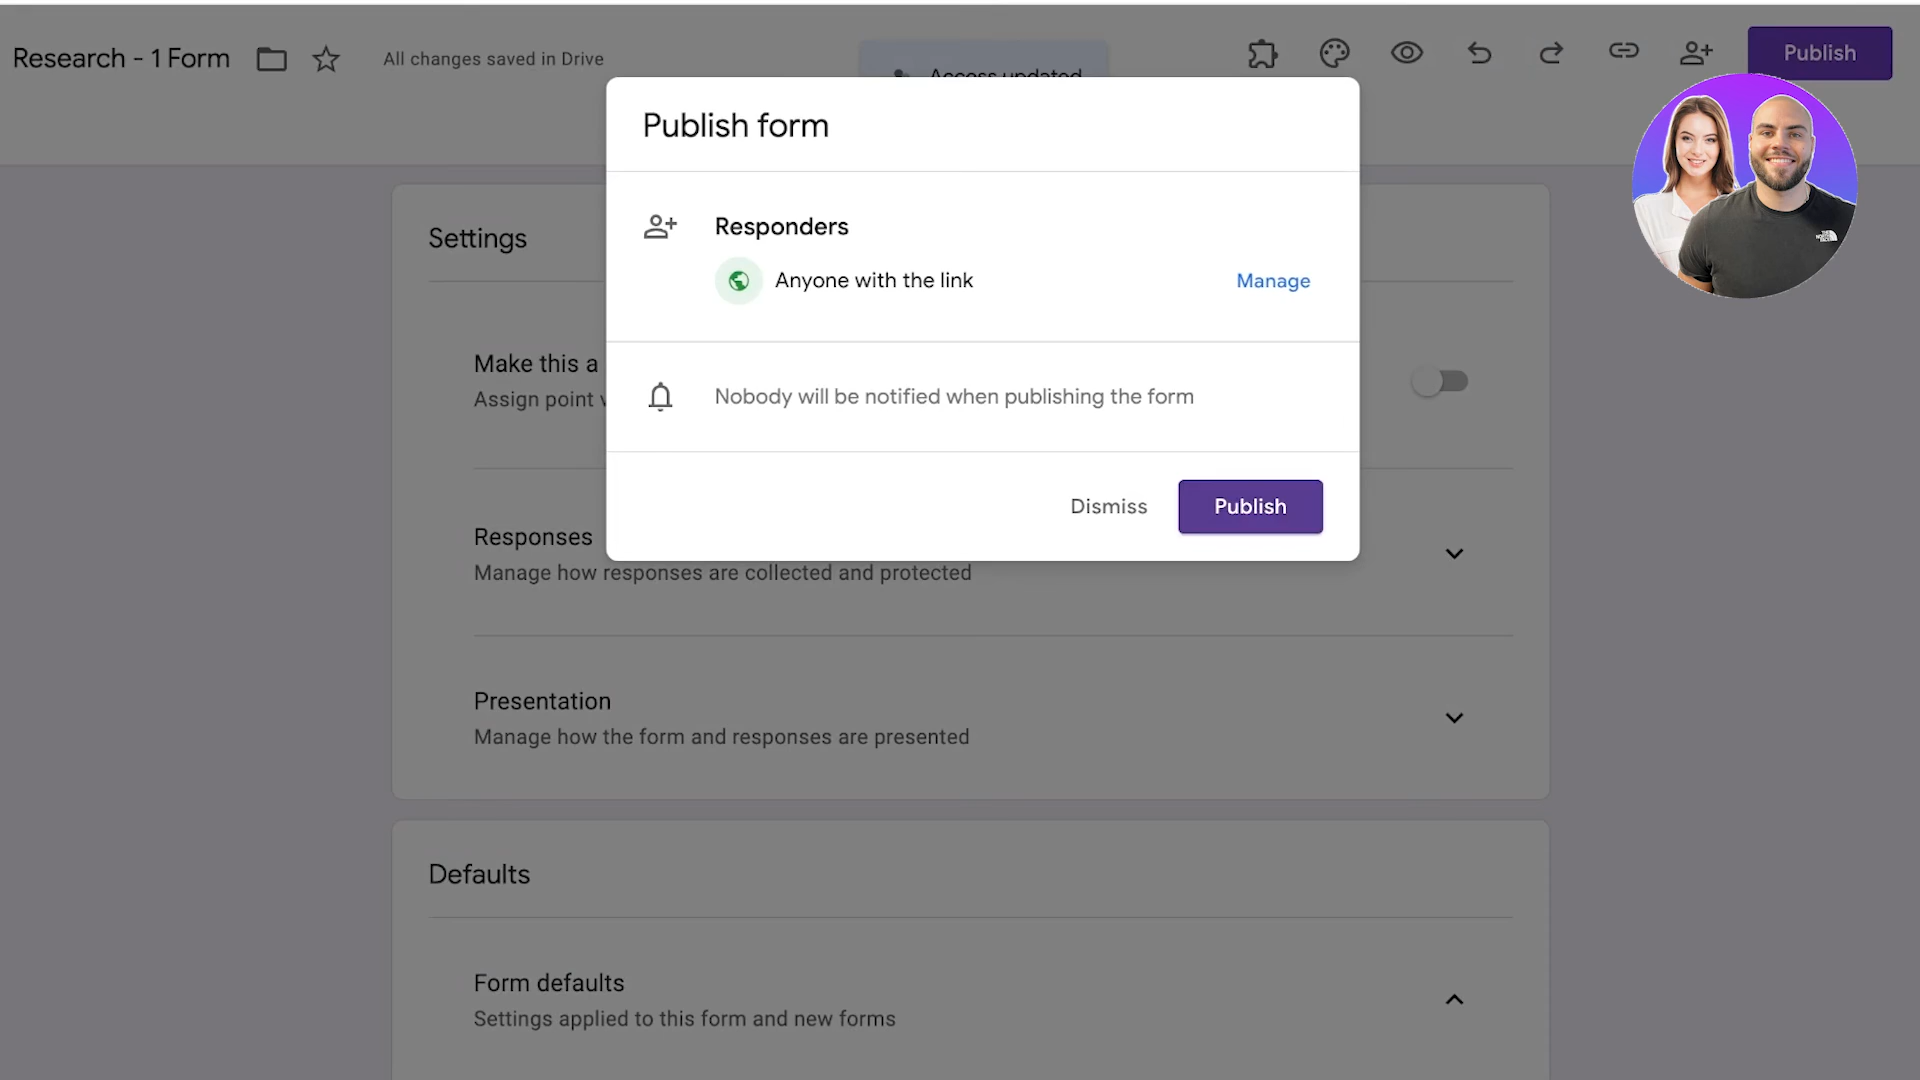 Research - 1 Form
All changes saved in Drive
Access updated
Publish
Publish form
Responders
Anyone with the link
Manage
Nobody will be notified when publishing the form
Dismiss
Publish
Settings
Make this a
Assign point v
Responses
Manage how responses are collected and protected
Presentation
Manage how the form and responses are presented
Defaults
Form defaults
Settings applied to this form and new forms